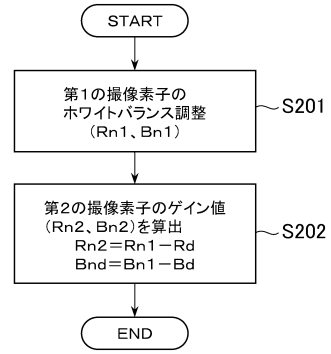 START
第1の撮像素子の
ホワイトバランス調整
(Rn1、Bn1)
S201
第2の撮像素子のゲイン値
(Rn2、Bn2)を算出
Rn2=Rn1-Rd
Bnd=Bn1-Bd
S202
END